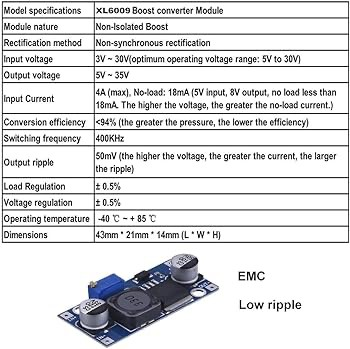 Model specifications XL6009 Boost converter Module
Module nature Non-Isolated Boost
Rectification method Non-synchronous rectification
Input voltage 3V ~ 30V(optimum operating voltage range: 5V to 30V)
Output voltage 5V ~ 35V
Input Current 4A (max), No-load: 18mA (5V input, 8V output, no load less
than 18mA. The higher the voltage, the greater the no-load current.)
Conversion efficiency <94% (the greater the pressure, the lower the efficiency)
Switching frequency 400KHz
Output ripple 50mV (the higher the voltage, the greater the current, the larger
the ripple)
Load Regulation ± 0.5%
Voltage regulation ± 0.5%
Operating temperature -40 ℃ ~ + 85 ℃
Dimensions 43mm * 21mm * 14mm (L * W * H)
EMC
Low ripple